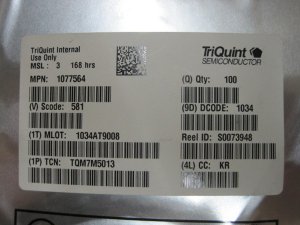 TriQuint Internal
Use Only
MSL: 3 168 hrs
TriQuint
SEMICONDUCTOR
MPN: 1077564
(Q) Qty: 100
(V) Scode: 581
(9D) DCODE: 1034
(1T) MLOT: 1034AT9008
Reel ID: S0073948
(1P) TCN: TQM7M5013
(4L) CC: KR